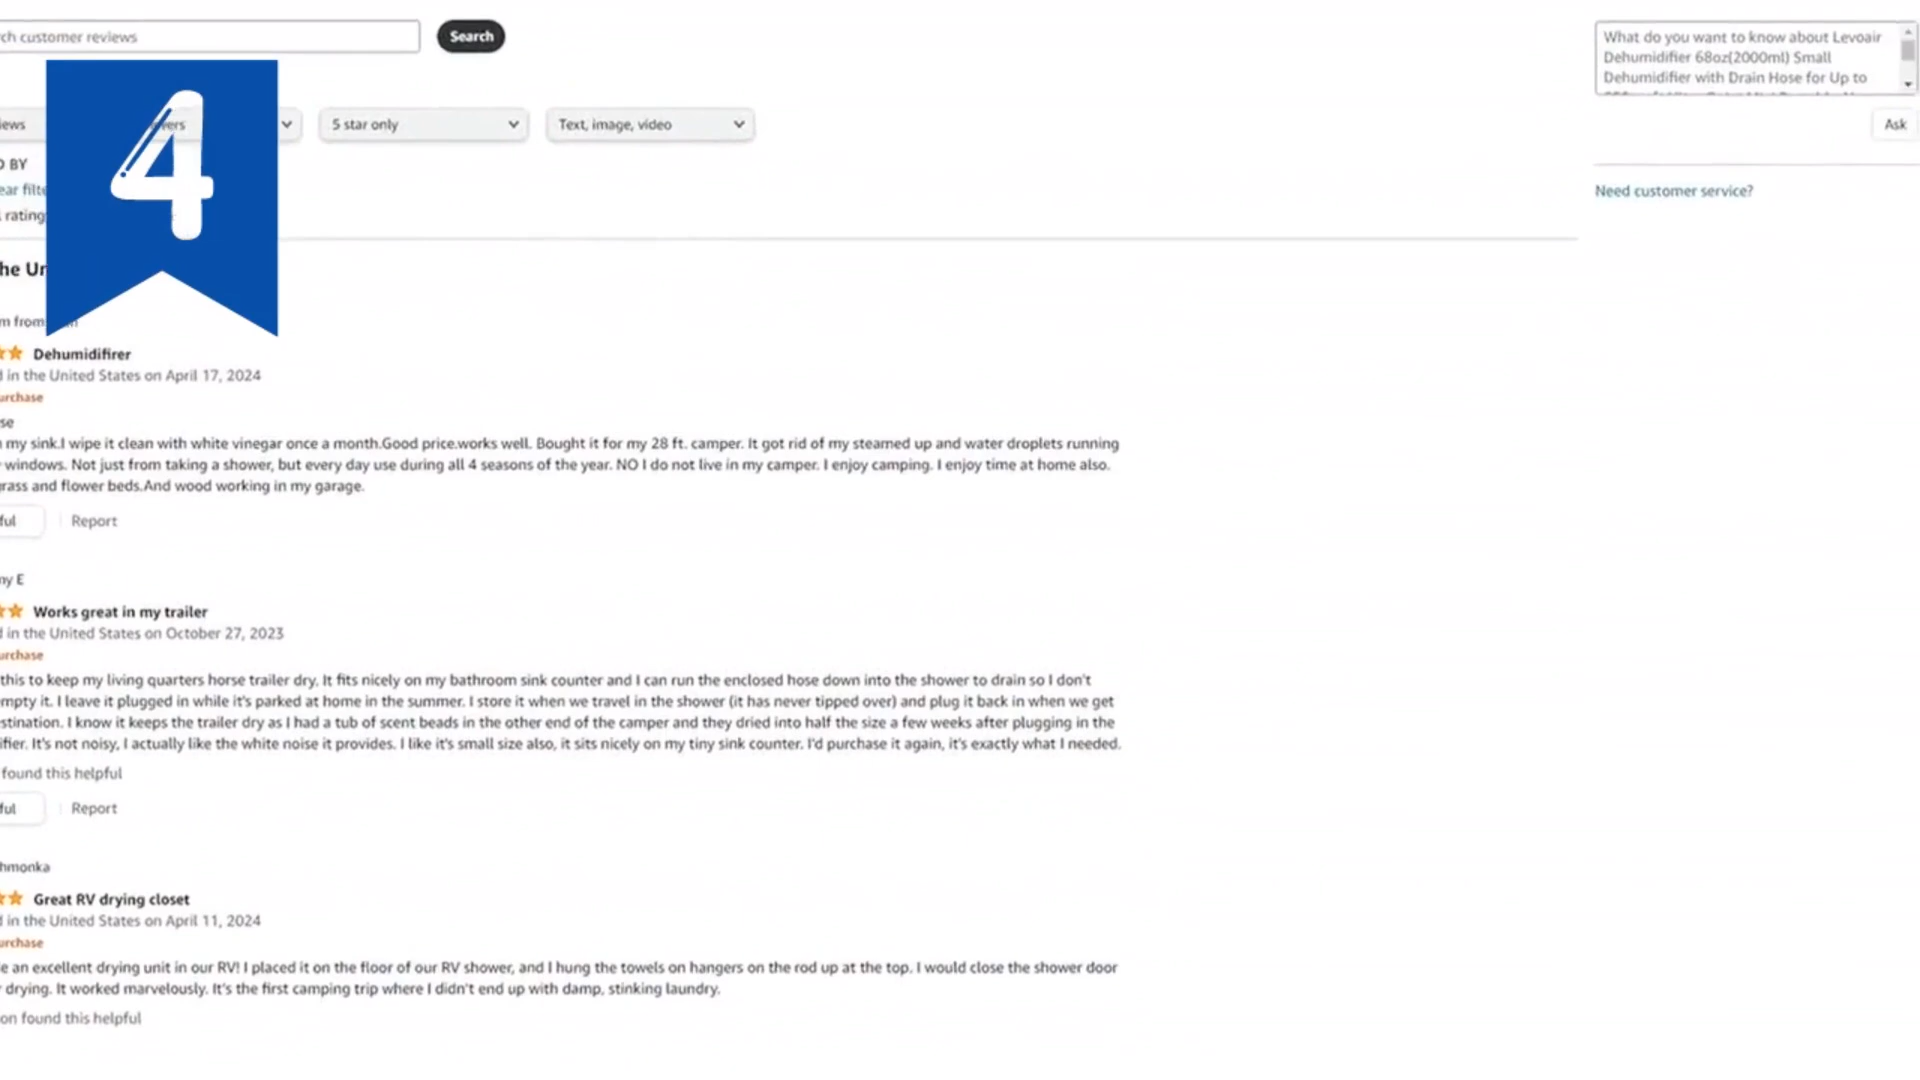 ch customer reviews
Search
What do you want to know about Levoair
Dehumidifier 68oz(2000ml) Small
Dehumidifier with Drain Hose for Up to
4
5 star only
Text, image, video
Ask
BY
Need customer service?
he Un
m from
Dehumidifirer
in the United States on April 17, 2024
urchase
se
my sink.I wipe it clean with white vinegar once a month.Good price.works well. Bought it for my 28 ft. camper. It got rid of my steamed up and water droplets running
windows. Not just from taking a shower, but every day use during all 4 seasons of the year. NO I do not live in my camper. I enjoy camping. I enjoy time at home also.
rass and flower beds.And wood working in my garage.
ful
Report
ny E
Works great in my trailer
in the United States on October 27, 2023
urchase
this to keep my living quarters horse trailer dry. It fits nicely on my bathroom sink counter and I can run the enclosed hose down into the shower to drain so I don't
mpty it. I leave it plugged in while it's parked at home in the summer. I store it when we travel in the shower (it has never tipped over) and plug it back in when we get
stination. I know it keeps the trailer dry as I had a tub of scent beads in the other end of the camper and they dried into half the size a few weeks after plugging in the
ifier. It's not noisy, I actually like the white noise it provides. I like it's small size also, it sits nicely on my tiny sink counter. I'd purchase it again, it's exactly what I needed.
found this helpful
ful
Report
hmonka
Great RV drying closet
in the United States on April 11, 2024
urchase
e an excellent drying unit in our RV! I placed it on the floor of our RV shower, and I hung the towels on hangers on the rod up at the top. I would close the shower door
drying. It worked marvelously. It's the first camping trip where I didn't end up with damp, stinking laundry.
on found this helpful